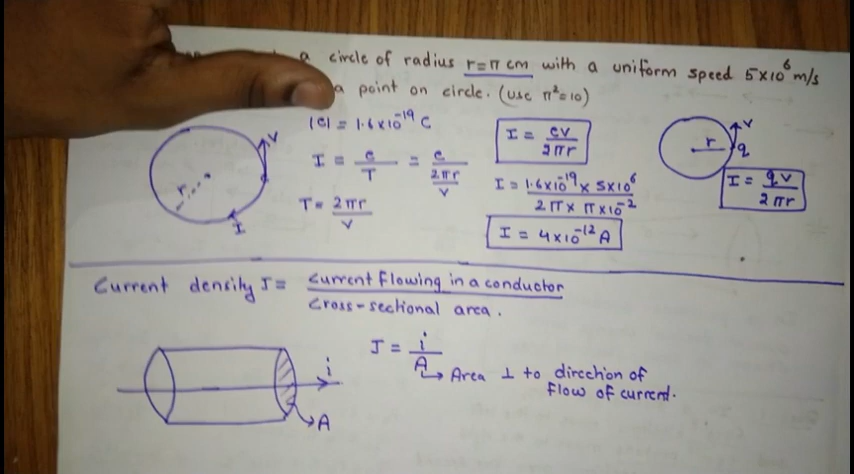 a circle of radius r=π cm with a uniform speed 5×10⁶ m/s
a point on circle. (use π²=10)
|e| = 1.6×10⁻¹⁹ C
I = e/T = e/(2πr/v)
T = 2πr/v
r
v
I
I = ev/2πr
I = 1.6×10⁻¹⁹ × 5×10⁶ / 2π × π×10⁻²
I = 4×10⁻¹² A
r
v
q
I = qv/2πr
Current density J = Current flowing in a conductor / Cross-sectional area.
i
A
J = i/A
Area ⊥ to direction of
flow of current.